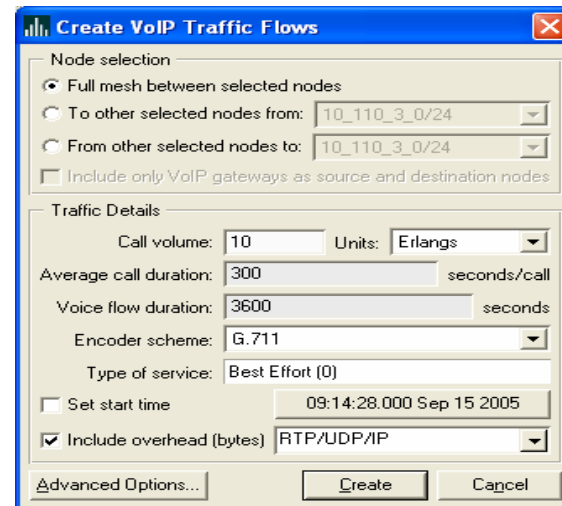 Create VoIP Traffic Flows
Node selection
Full mesh between selected nodes
To other selected nodes from: 10_110_3_0/24
From other selected nodes to: 10_110_3_0/24
Include only VoIP gateways as source and destination nodes
Traffic Details
Call volume: 10 Units: Erlangs
Average call duration: 300 seconds/call
Voice flow duration: 3600 seconds
Encoder scheme: G.711
Type of service: Best Effort (0)
Set start time 09:14:28.000 Sep 15 2005
Include overhead (bytes) RTP/UDP/IP
Advanced Options... Create Cancel